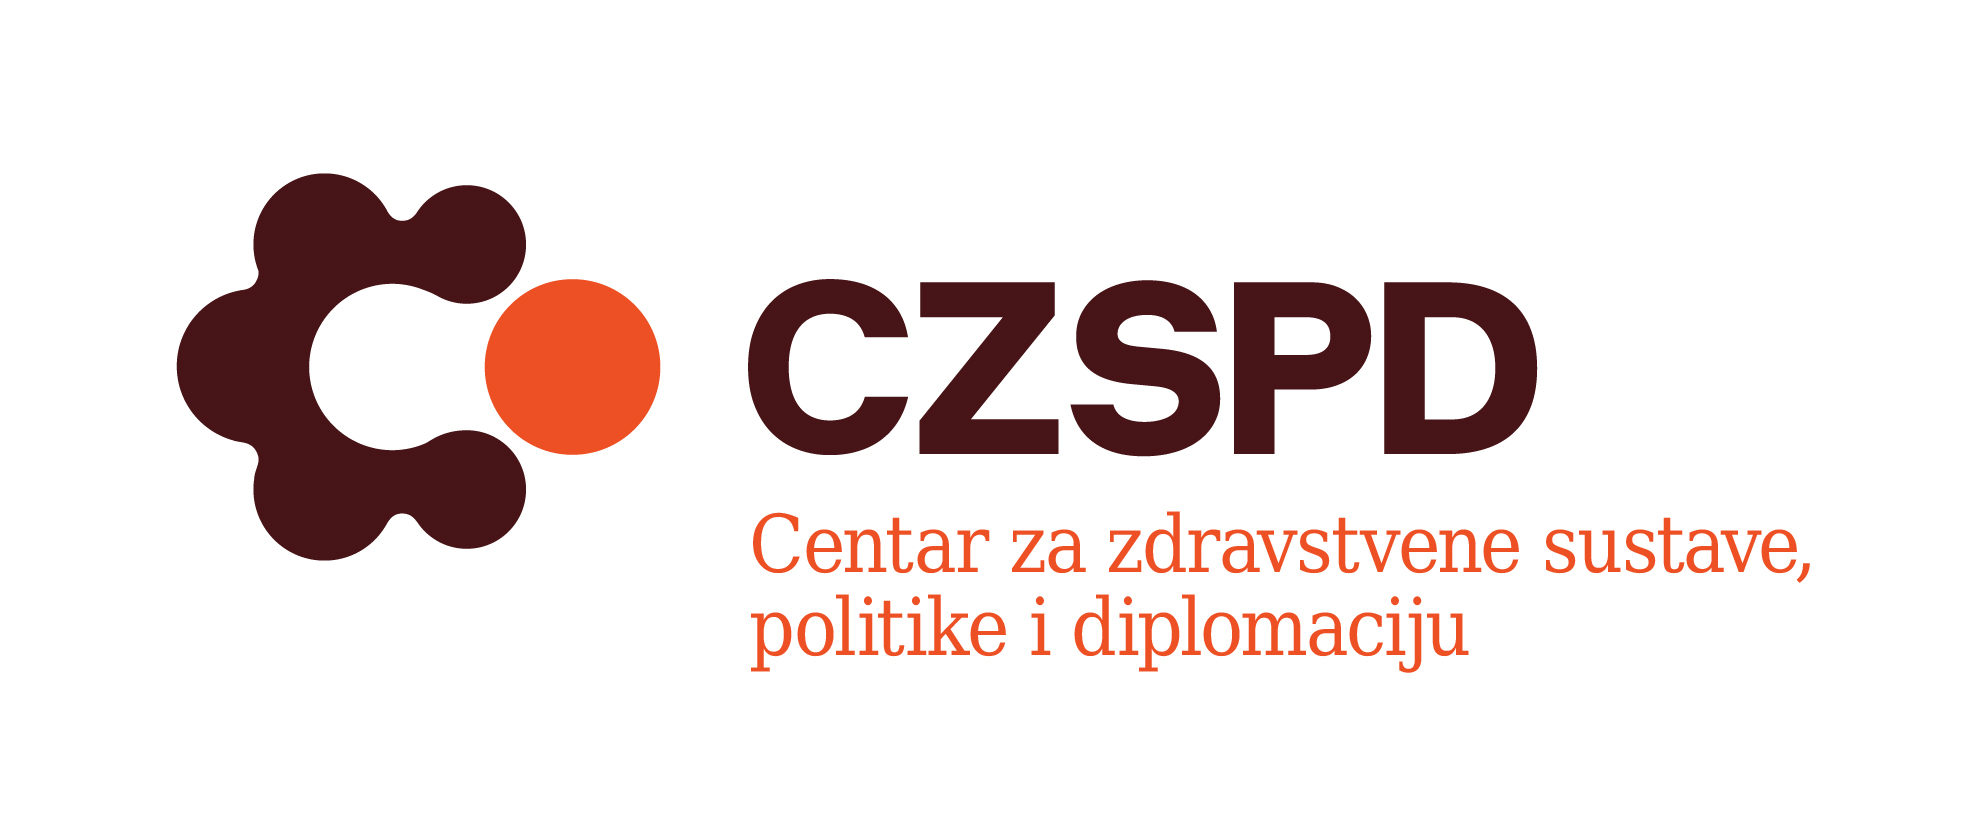 CZSPD
Centar za zdravstvene sustave,
politike i diplomaciju